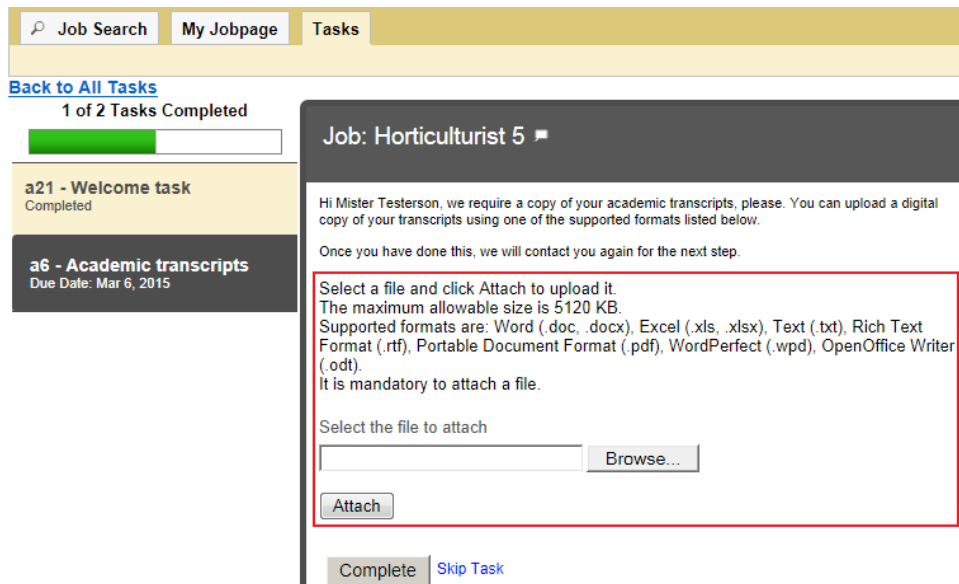 Job Search
My Jobpage
Tasks
Back to All Tasks
1 of 2 Tasks Completed
a21 - Welcome task
Completed
a6 - Academic transcripts
Due Date: Mar 6, 2015
Job: Horticulturist 5
Hi Mister Testerson, we require a copy of your academic transcripts, please. You can upload a digital
copy of your transcripts using one of the supported formats listed below.
Once you have done this, we will contact you again for the next step.
Select a file and click Attach to upload it.
The maximum allowable size is 5120 KB.
Supported formats are: Word (.doc, .docx), Excel (.xls, .xlsx), Text (.txt), Rich Text
Format (.rtf), Portable Document Format (.pdf), WordPerfect (.wpd), OpenOffice Writer
(.odt).
It is mandatory to attach a file.
Select the file to attach
Browse...
Attach
Complete
Skip Task